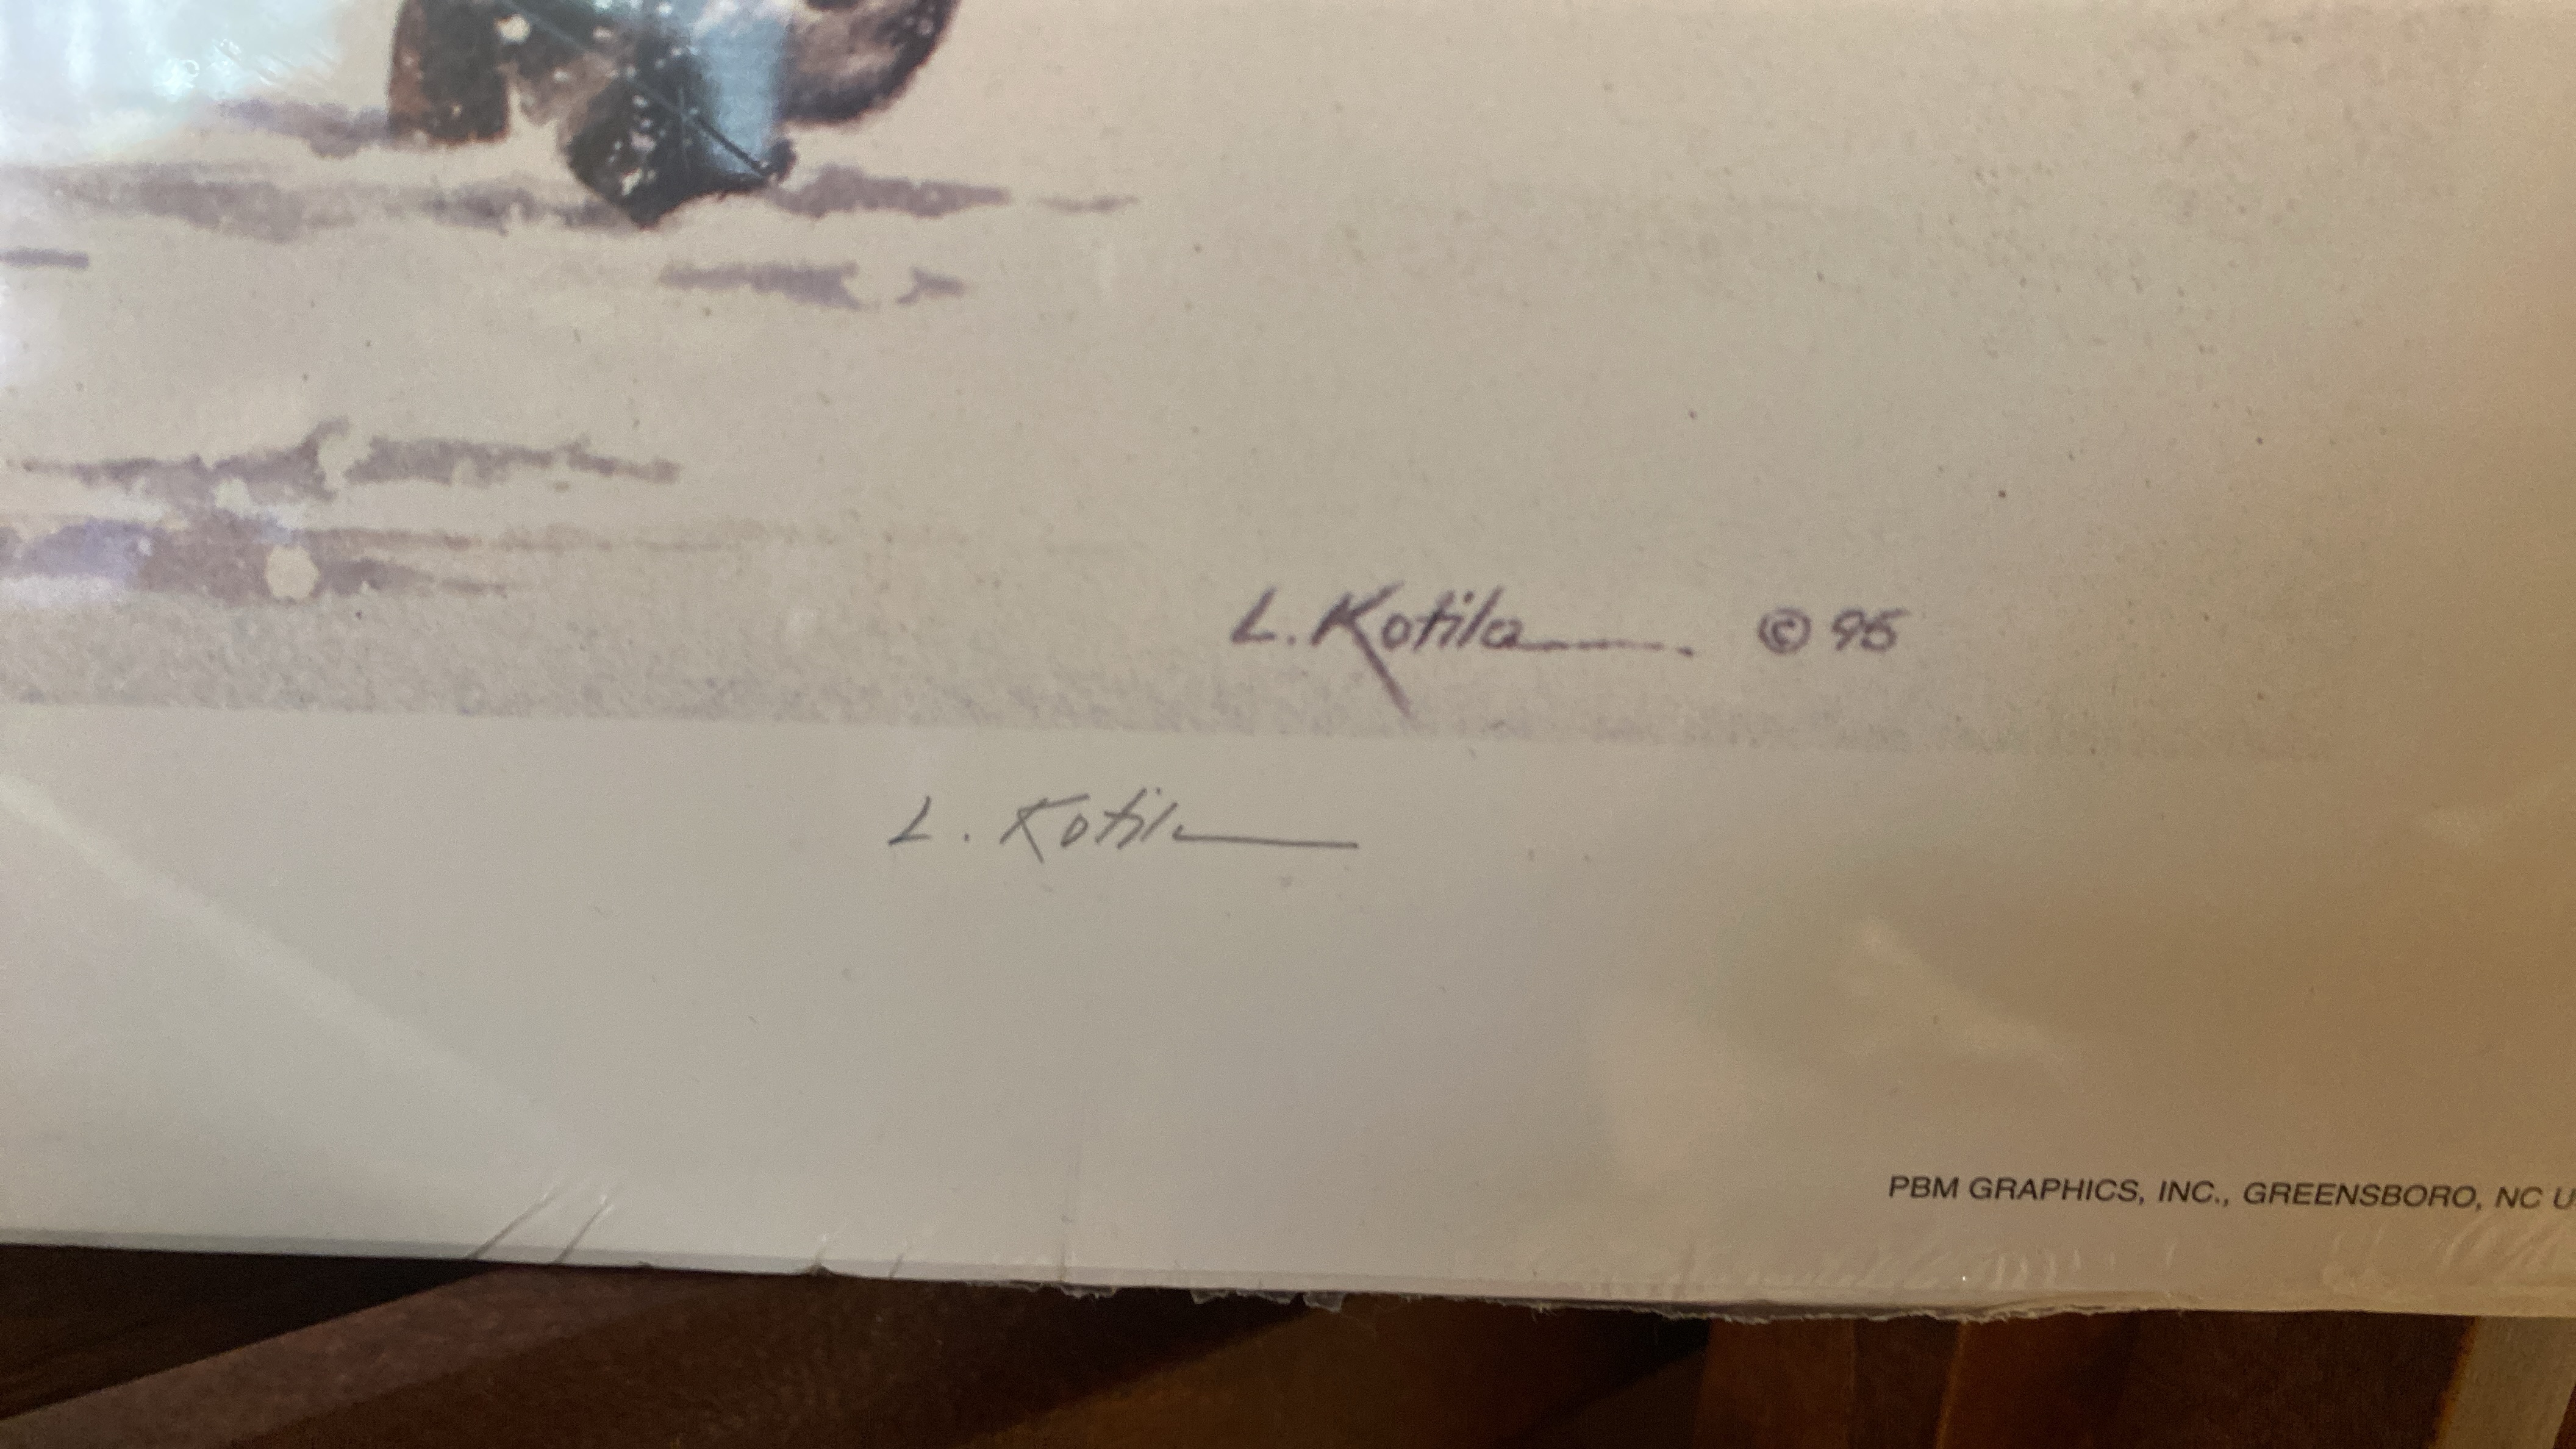 L. Kotila. © 95
L. Kotila
PBM GRAPHICS, INC., GREENSBORO, NC U